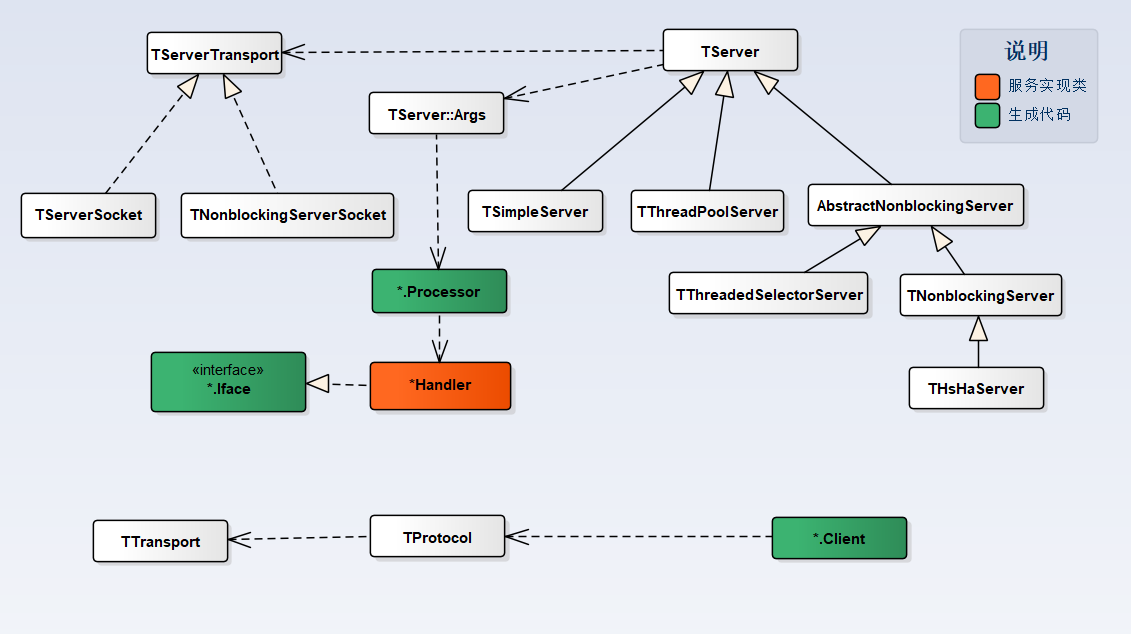 TServerTransport
TServer
说明
服务实现类
生成代码
TServer::Args
TServerSocket
TNonblockingServerSocket
TSimpleServer
TThreadPoolServer
AbstractNonblockingServer
*.Processor
TThreadedSelectorServer
TNonblockingServer
«interface»
*.Iface
*Handler
THsHaServer
TTransport
TProtocol
*.Client